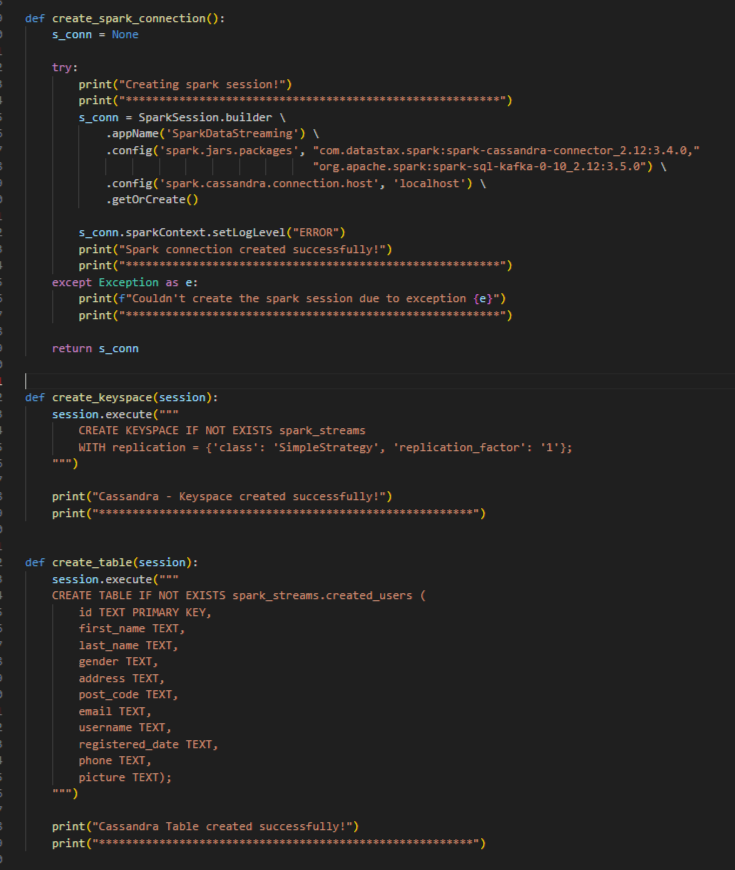 def create_spark_connection():
    s_conn = None

    try:
        print("Creating spark session!")
        print("********************************************************")
        s_conn = SparkSession.builder \
            .appName('SparkDataStreaming') \
            .config('spark.jars.packages', "com.datastax.spark:spark-cassandra-connector_2.12:3.4.0,"
                                           "org.apache.spark:spark-sql-kafka-0-10_2.12:3.5.0") \
            .config('spark.cassandra.connection.host', 'localhost') \
            .getOrCreate()

        s_conn.sparkContext.setLogLevel("ERROR")
        print("Spark connection created successfully!")
        print("********************************************************")
    except Exception as e:
        print(f"Couldn't create the spark session due to exception {e}")
        print("********************************************************")

    return s_conn


def create_keyspace(session):
    session.execute("""
        CREATE KEYSPACE IF NOT EXISTS spark_streams
        WITH replication = {'class': 'SimpleStrategy', 'replication_factor': '1'};
    """)

    print("Cassandra - Keyspace created successfully!")
    print("********************************************************")


def create_table(session):
    session.execute("""
    CREATE TABLE IF NOT EXISTS spark_streams.created_users (
        id TEXT PRIMARY KEY,
        first_name TEXT,
        last_name TEXT,
        gender TEXT,
        address TEXT,
        post_code TEXT,
        email TEXT,
        username TEXT,
        registered_date TEXT,
        phone TEXT,
        picture TEXT);
    """)

    print("Cassandra Table created successfully!")
    print("********************************************************")